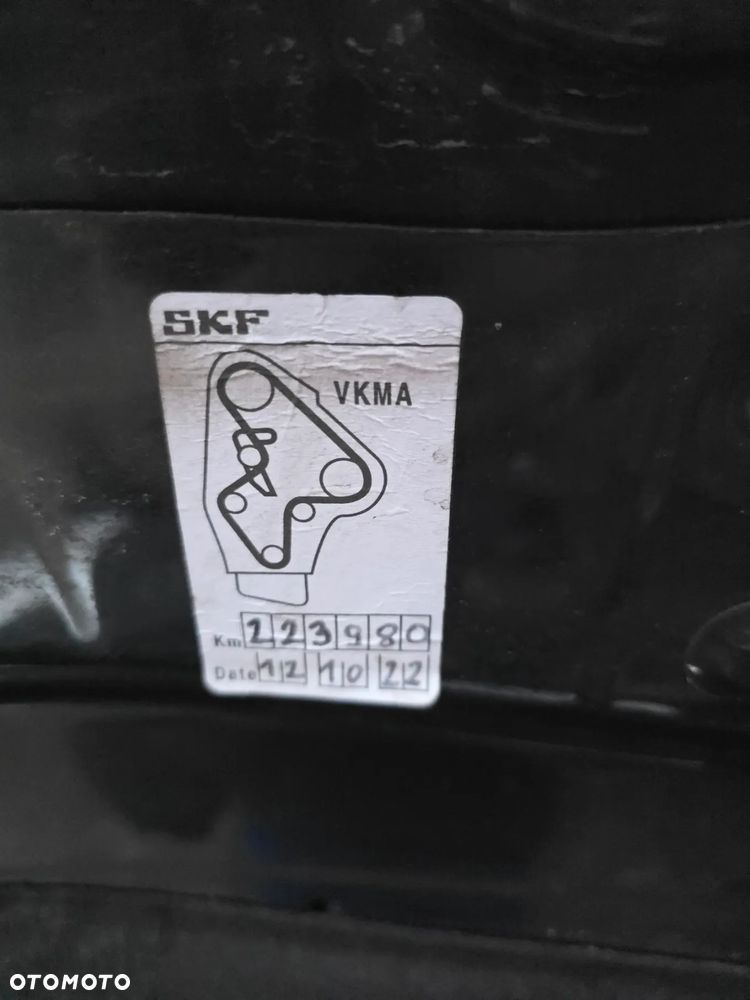 SKF
VKMA
Km 223980
Date 12 10 22
OTOMOTO